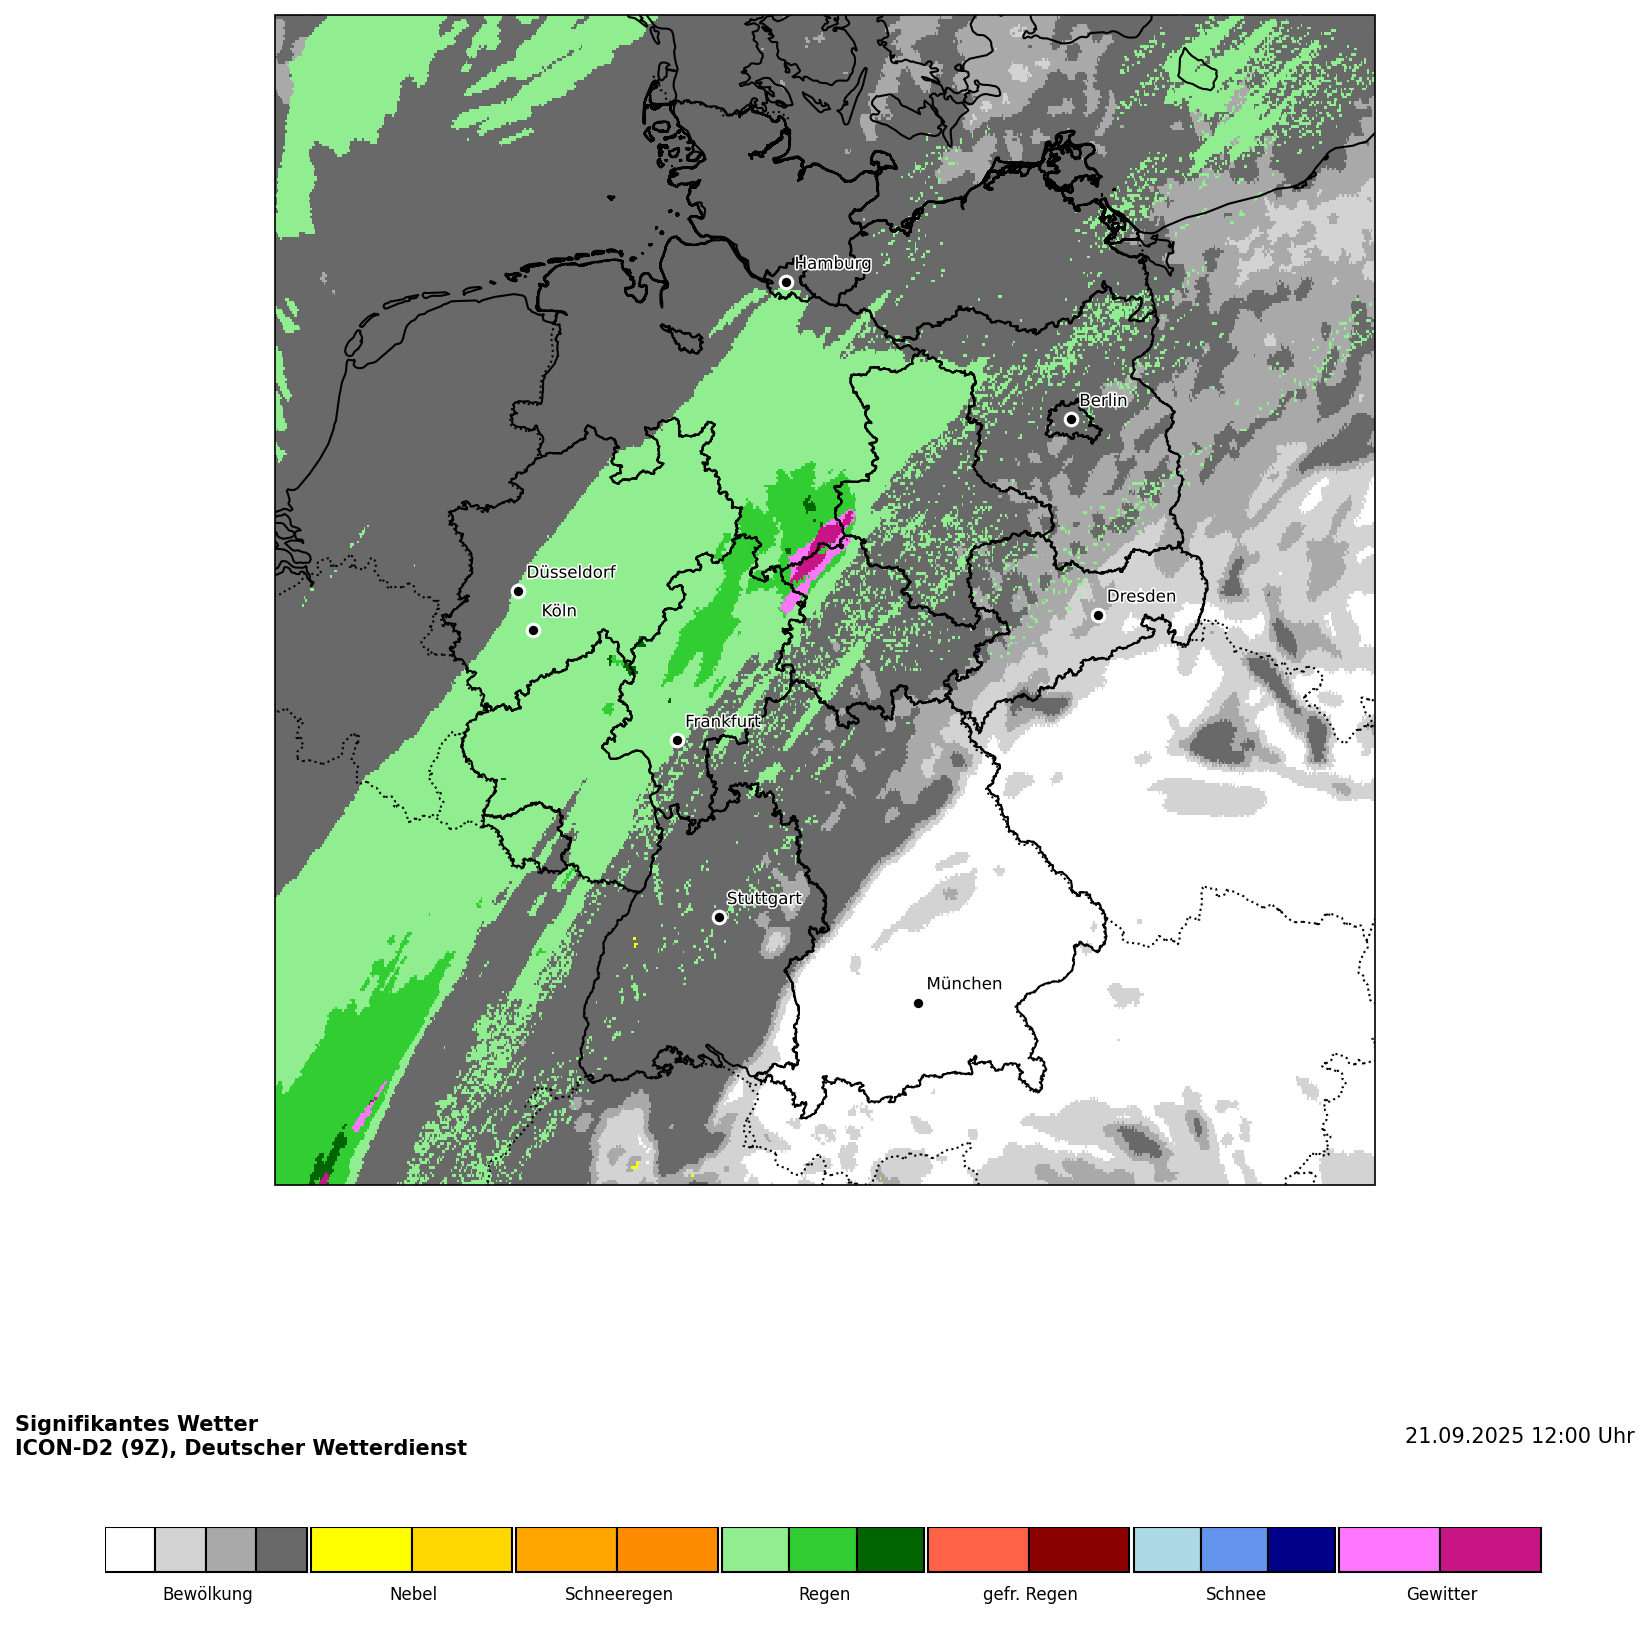 Hamburg
Berlin
Düsseldorf
Köln
Dresden
Frankfurt
Stuttgart
München
Signifikantes Wetter
ICON-D2 (9Z), Deutscher Wetterdienst
21.09.2025 12:00 Uhr
Bewölkung Nebel Schneeregen Regen gefr. Regen Schnee Gewitter